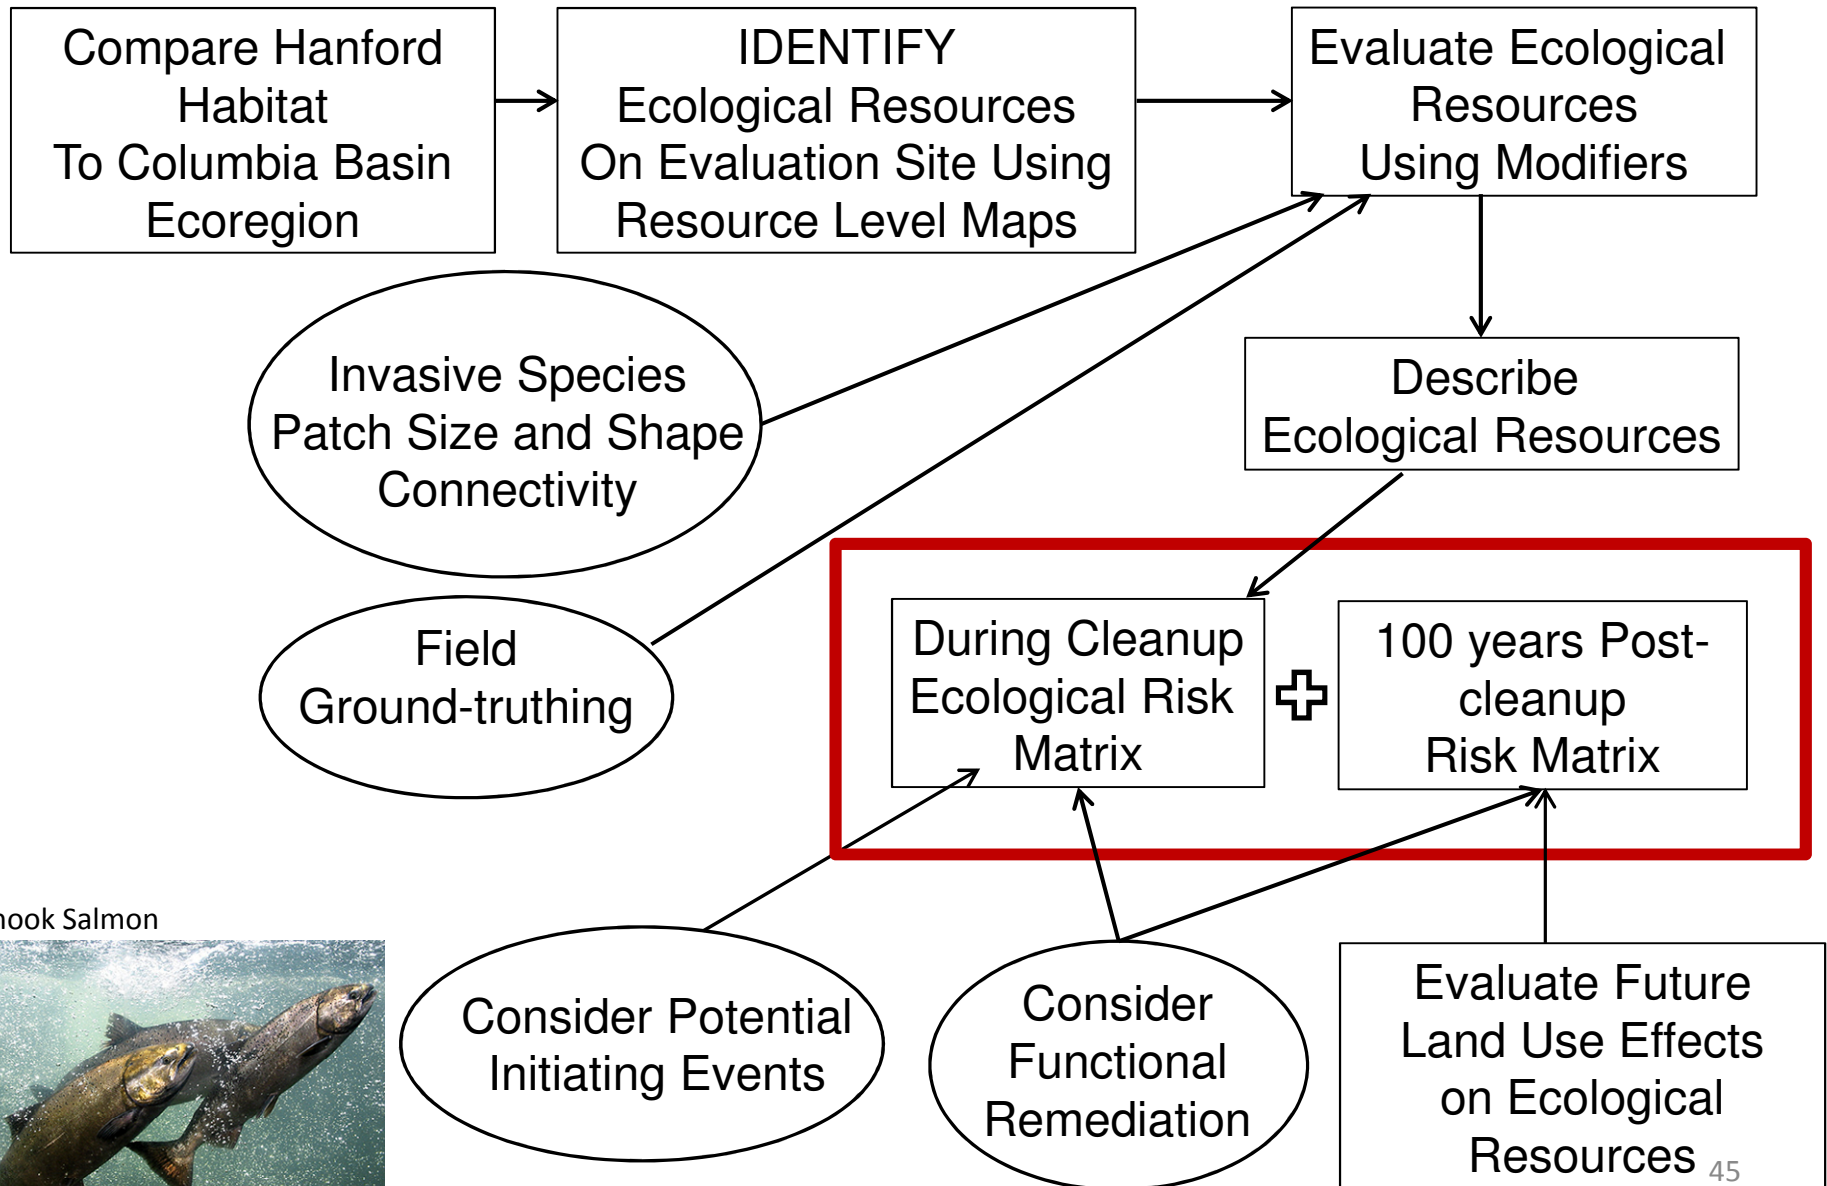 Compare Hanford
Habitat
To Columbia Basin
Ecoregion
IDENTIFY
Ecological Resources
On Evaluation Site Using
Resource Level Maps
Evaluate Ecological
Resources
Using Modifiers
Invasive Species
Patch Size and Shape
Connectivity
Describe
Ecological Resources
Field
Ground-truthing
During Cleanup
Ecological Risk
Matrix
100 years Post-
cleanup
Risk Matrix
nook Salmon
Consider Potential
Initiating Events
Consider
Functional
Remediation
Evaluate Future
Land Use Effects
on Ecological
Resources
45